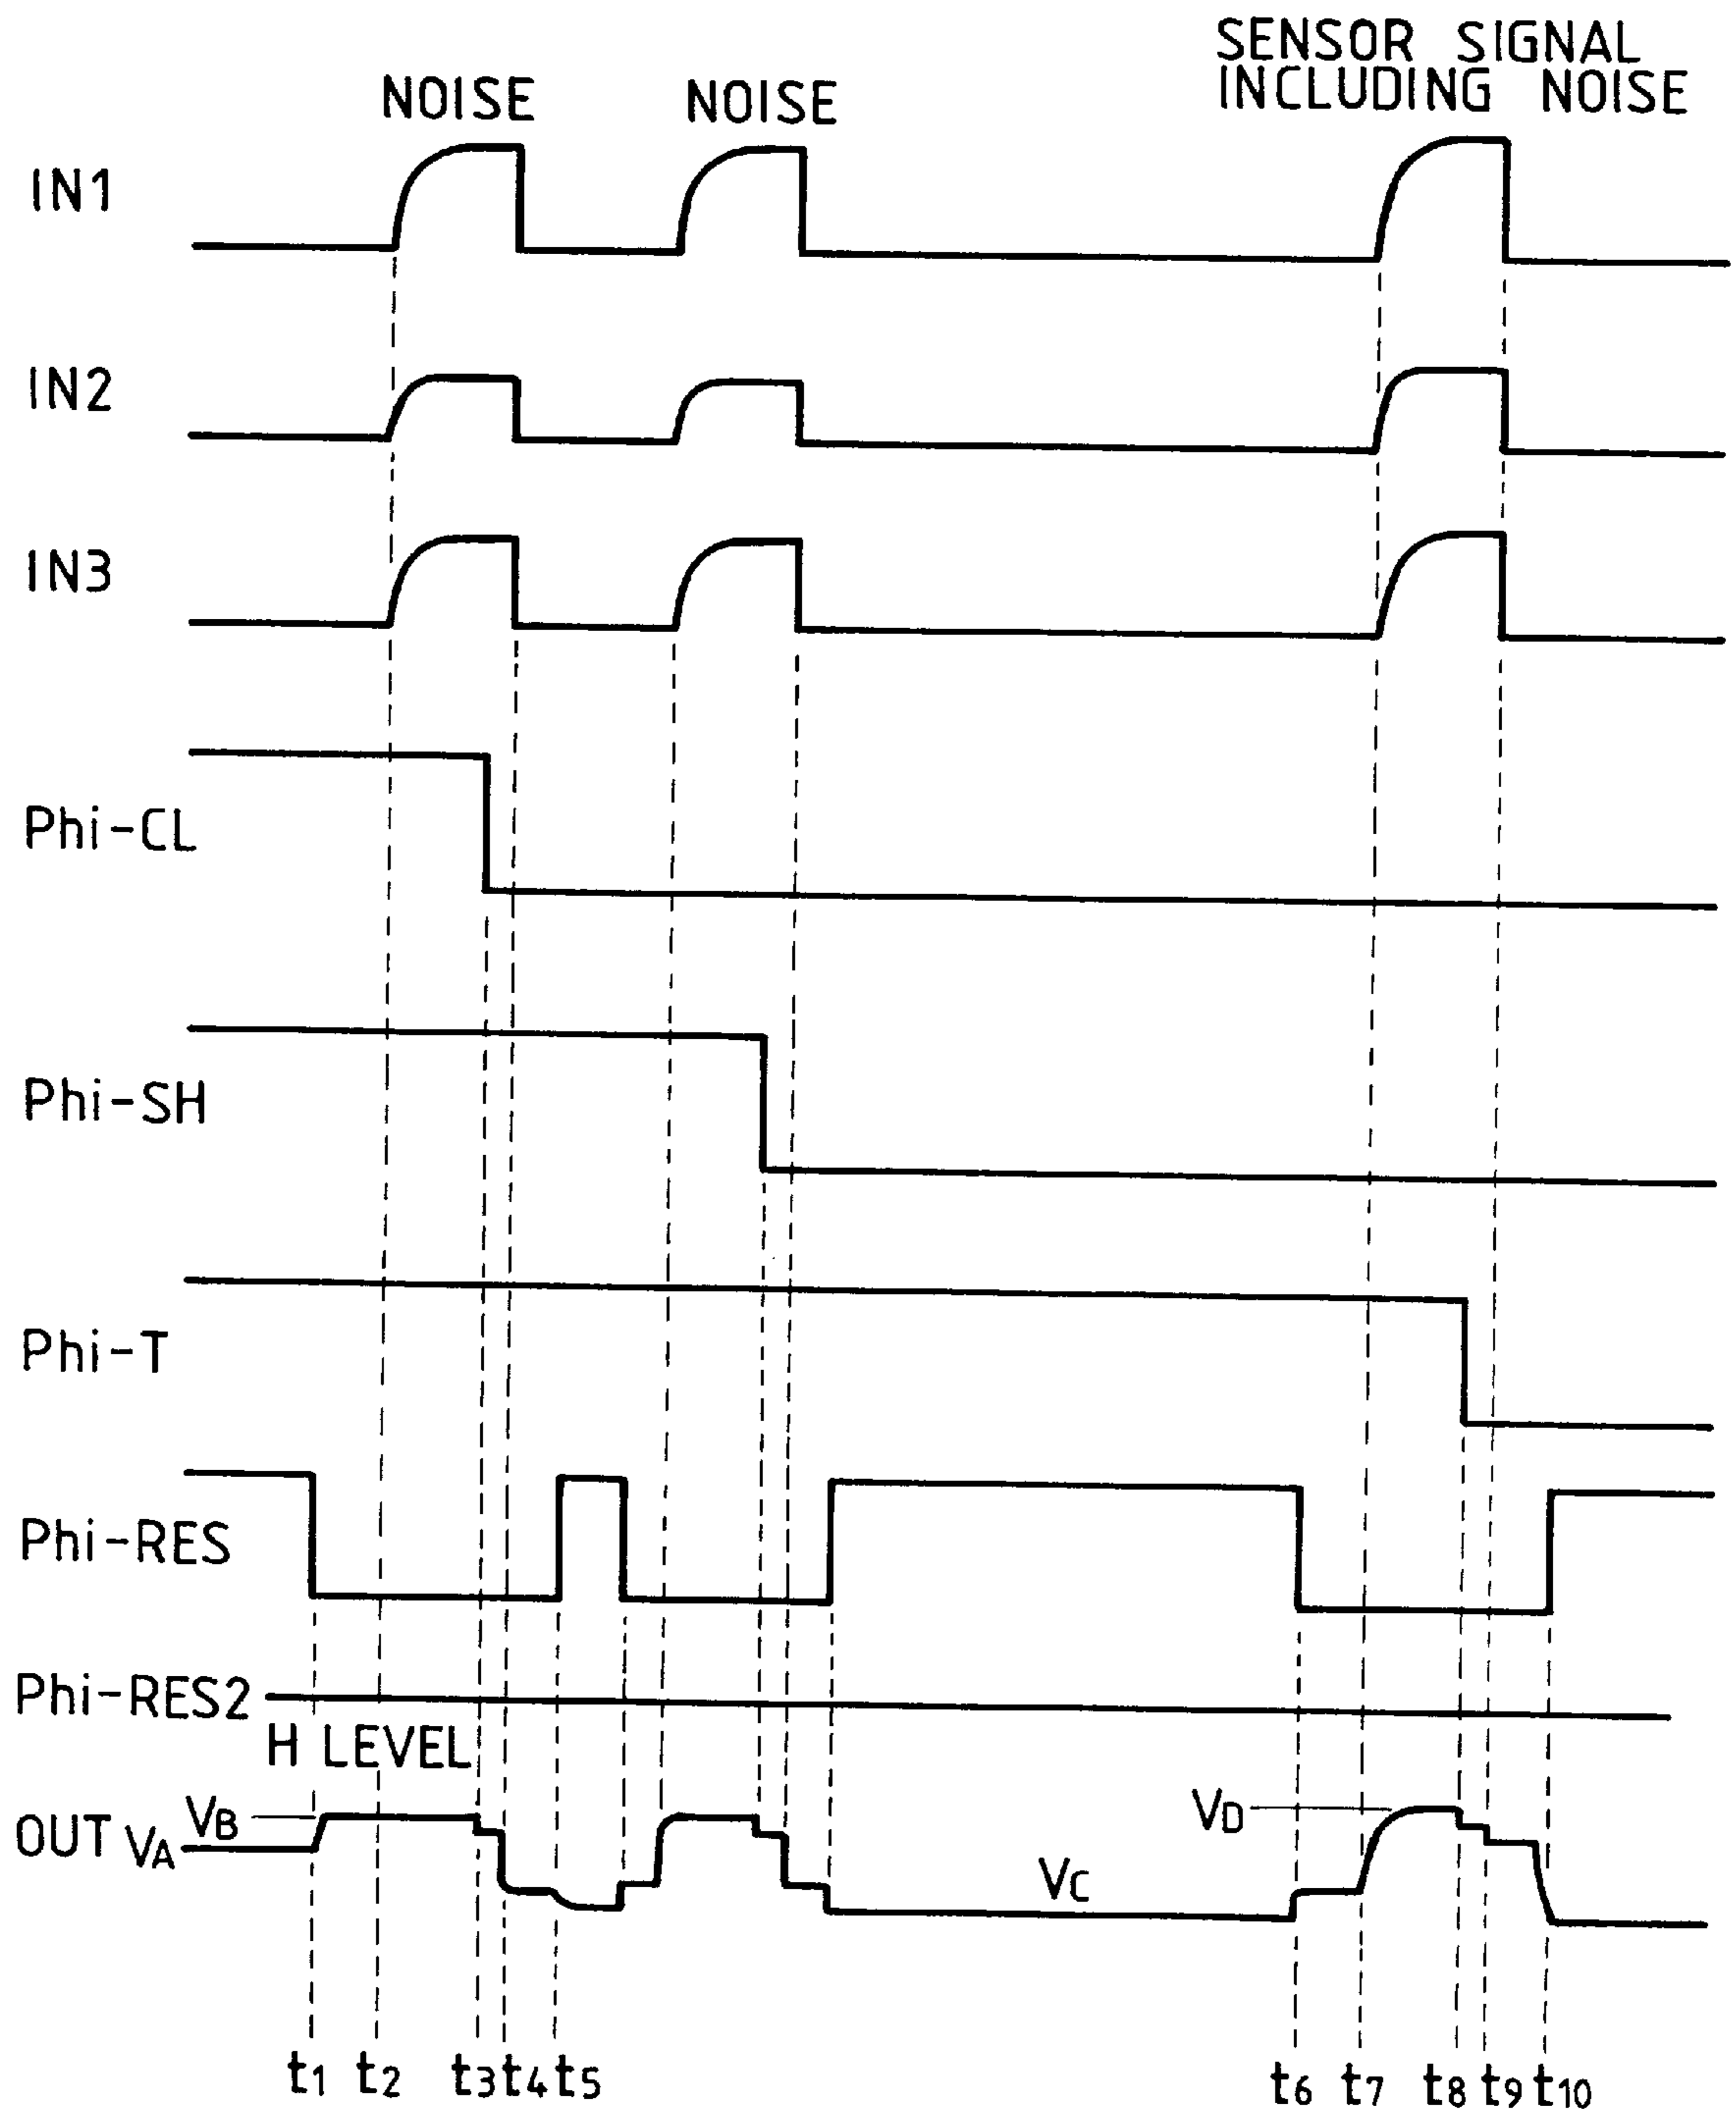 SENSOR SIGNAL
INCLUDING NOISE
NOISE
NOISE
IN1
IN2
IN3
Phi-CL
Phi-SH
Phi-T
Phi-RES
Phi-RES2
H LEVEL
VB
VD
OUT VA
VC
t1 t2 t3 t4 t5 t6 t7 t8 t9 t10